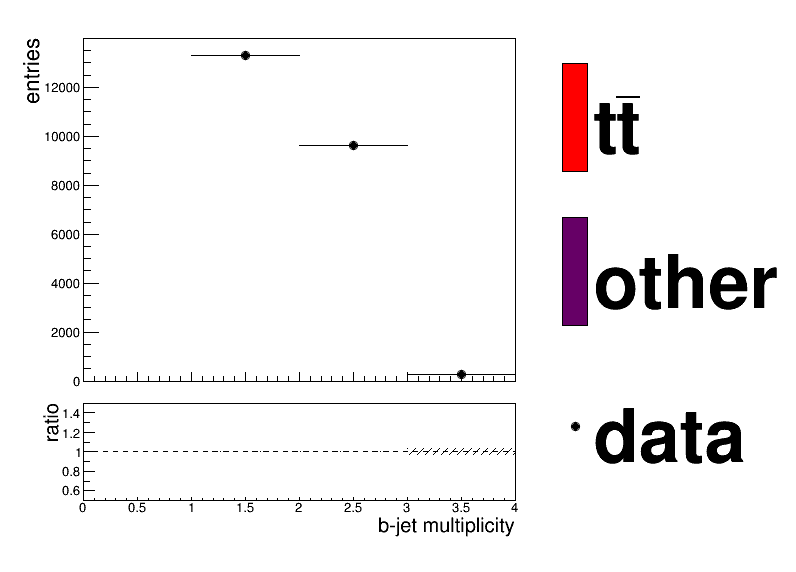 entries
12000
10000
8000
6000
4000
2000
0
ratio
1.4
1.2
1
0.8
0.6
0 0.5 1 1.5 2 2.5 3 3.5 4
b-jet multiplicity
tt̅
other
data